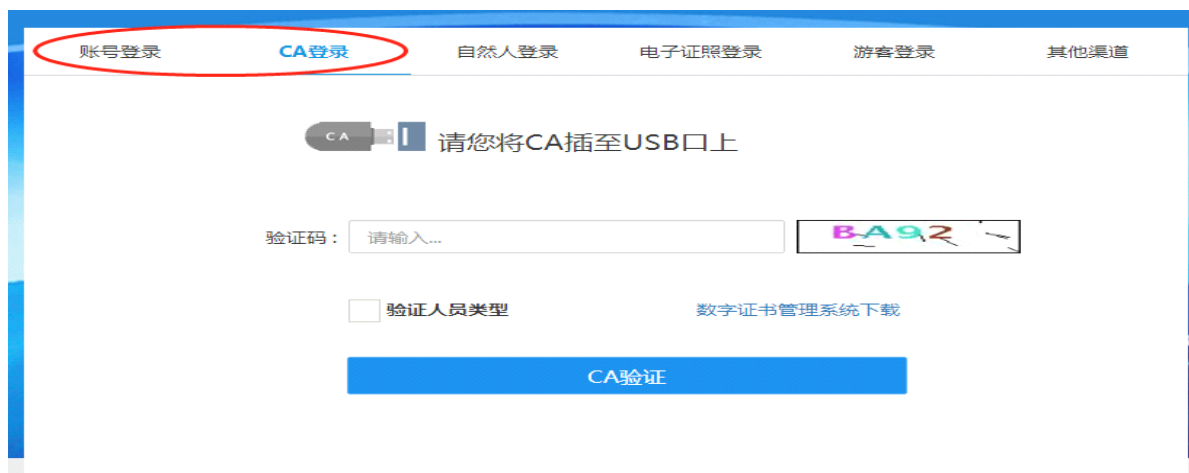 账号登录 CA登录 自然人登录 电子证照登录 游客登录 其他渠道
CA 请您将CA插至USB口上
验证码： 请输入... BA92
验证人员类型 数字证书管理系统下载
CA验证